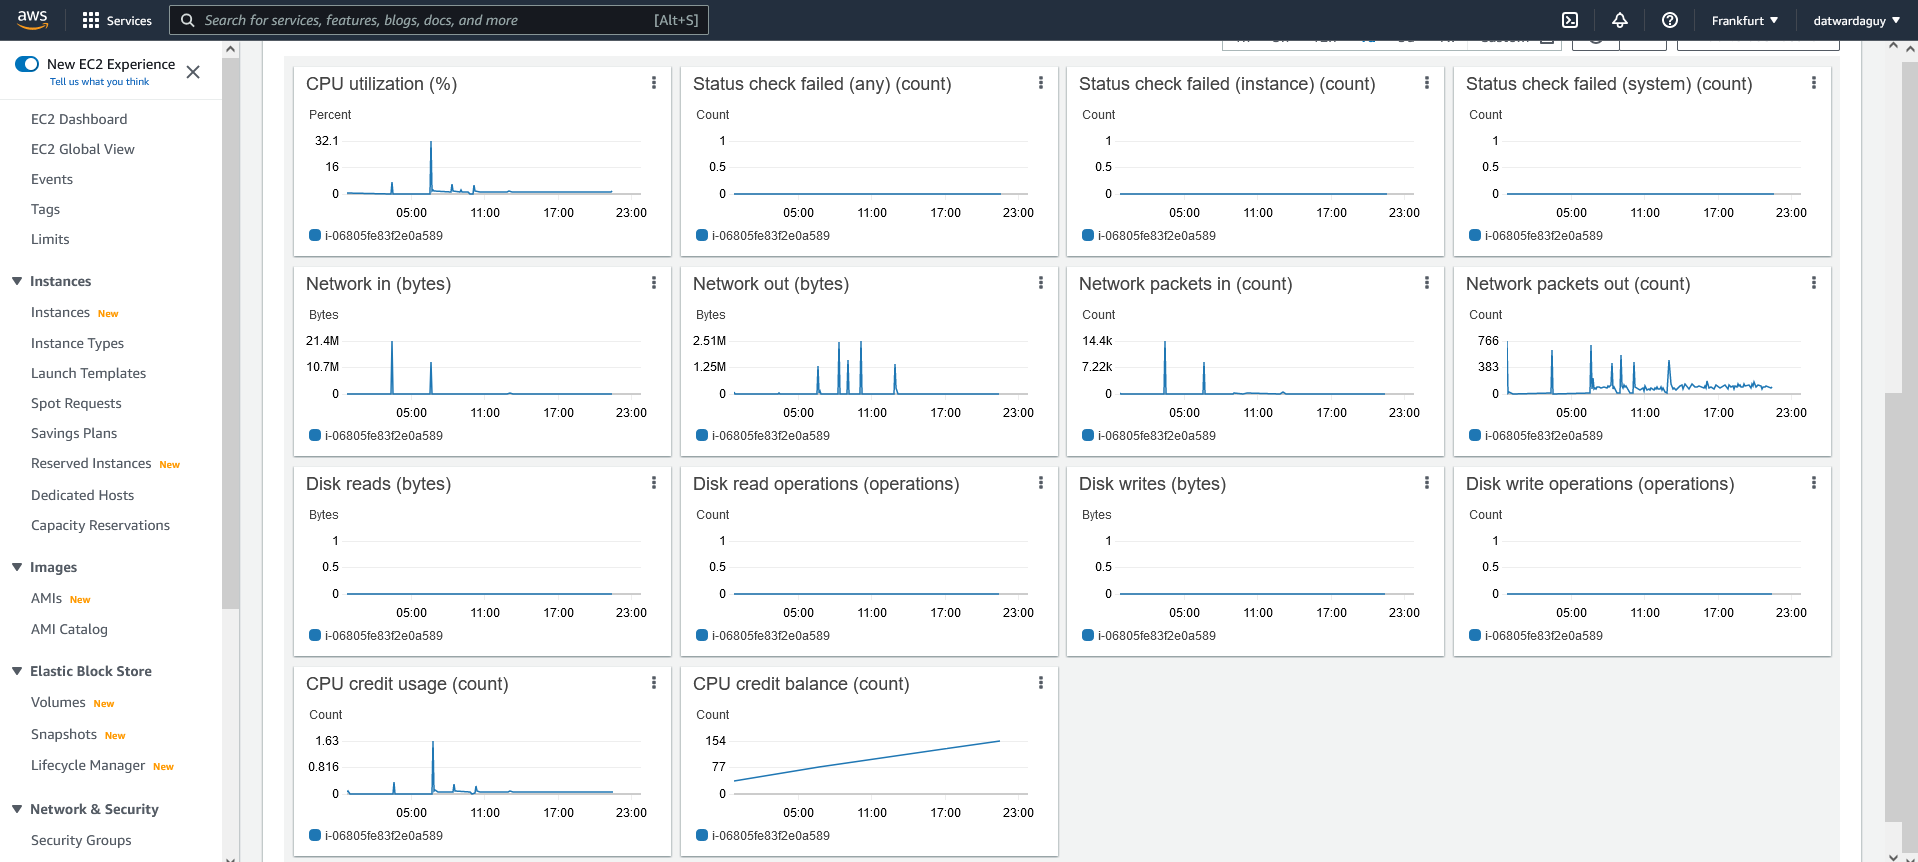 aws
Services
Search for services, features, blogs, docs, and more
[Alt+S]
Frankfurt ▼
datwardaguy ▼
New EC2 Experience
Tell us what you think
EC2 Dashboard
EC2 Global View
Events
Tags
Limits
Instances
Instances New
Instance Types
Launch Templates
Spot Requests
Savings Plans
Reserved Instances New
Dedicated Hosts
Capacity Reservations
Images
AMIs New
AMI Catalog
Elastic Block Store
Volumes New
Snapshots New
Lifecycle Manager New
Network & Security
Security Groups
CPU utilization (%)
Percent
32.1
16
0
05:00 11:00 17:00 23:00
i-06805fe83f2e0a589
Status check failed (any) (count)
Count
1
0.5
0
05:00 11:00 17:00 23:00
i-06805fe83f2e0a589
Status check failed (instance) (count)
Count
1
0.5
0
05:00 11:00 17:00 23:00
i-06805fe83f2e0a589
Status check failed (system) (count)
Count
1
0.5
0
05:00 11:00 17:00 23:00
i-06805fe83f2e0a589
Network in (bytes)
Bytes
21.4M
10.7M
0
05:00 11:00 17:00 23:00
i-06805fe83f2e0a589
Network out (bytes)
Bytes
2.51M
1.25M
0
05:00 11:00 17:00 23:00
i-06805fe83f2e0a589
Network packets in (count)
Count
14.4k
7.22k
0
05:00 11:00 17:00 23:00
i-06805fe83f2e0a589
Network packets out (count)
Count
766
383
0
05:00 11:00 17:00 23:00
i-06805fe83f2e0a589
Disk reads (bytes)
Bytes
1
0.5
0
05:00 11:00 17:00 23:00
i-06805fe83f2e0a589
Disk read operations (operations)
Count
1
0.5
0
05:00 11:00 17:00 23:00
i-06805fe83f2e0a589
Disk writes (bytes)
Bytes
1
0.5
0
05:00 11:00 17:00 23:00
i-06805fe83f2e0a589
Disk write operations (operations)
Count
1
0.5
0
05:00 11:00 17:00 23:00
i-06805fe83f2e0a589
CPU credit usage (count)
Count
1.63
0.816
0
05:00 11:00 17:00 23:00
i-06805fe83f2e0a589
CPU credit balance (count)
Count
154
77
0
05:00 11:00 17:00 23:00
i-06805fe83f2e0a589